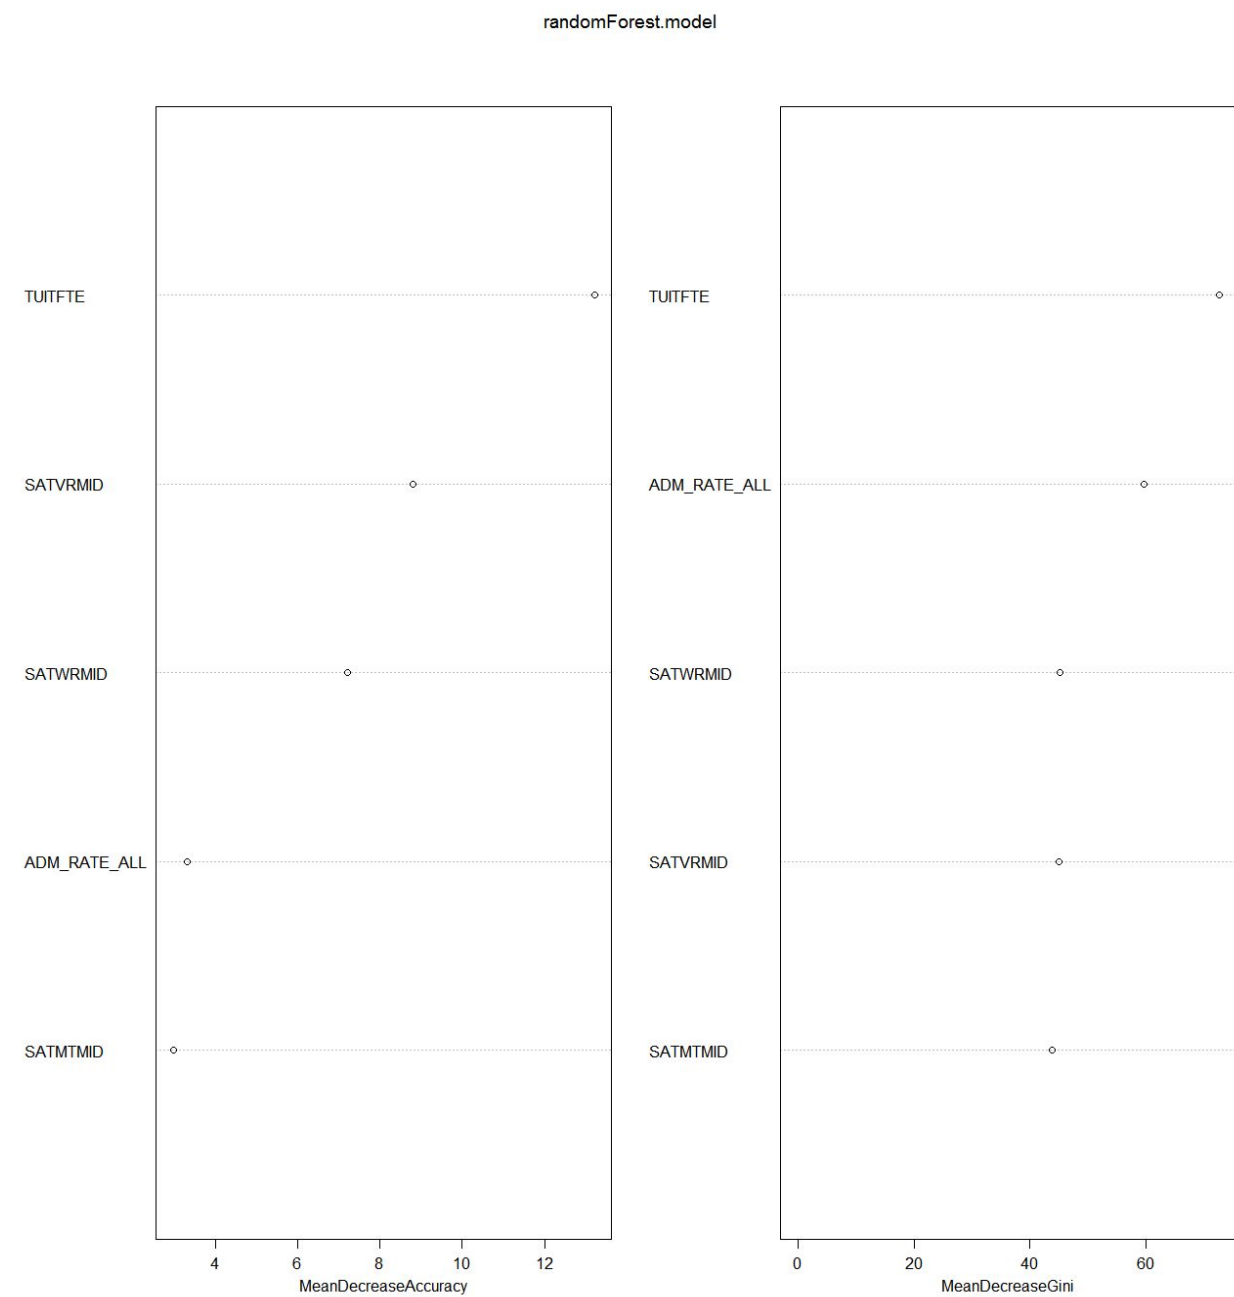 randomForest.model
TUITFTE
SATVRMID
SATWRMID
ADM_RATE_ALL
SATMTMID
4 6 8 10 12
MeanDecreaseAccuracy
TUITFTE
ADM_RATE_ALL
SATWRMID
SATVRMID
SATMTMID
0 20 40 60
MeanDecreaseGini